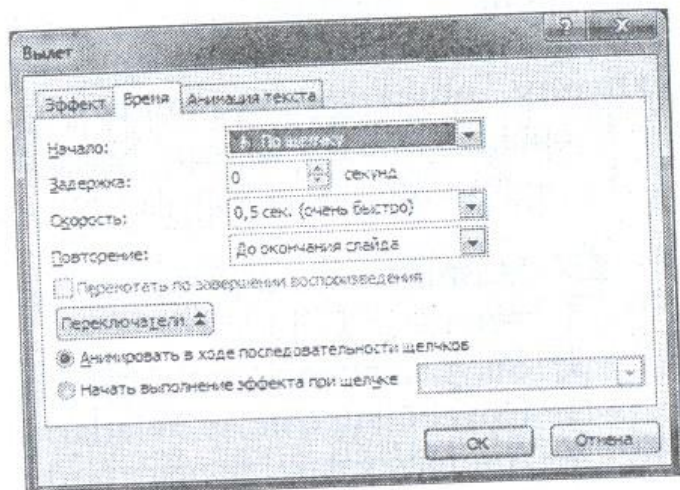 Вылет
Эффект Время Анимация текста
Начало: По щелчку
Задержка: 0 секунд
Скорость: 0,5 сек. (очень быстро)
Повторение: До окончания слайда
Перемотать по завершении воспроизведения
Переключатели
Анимировать в ходе последовательности щелчков
Начать выполнение эффекта при щелчке
ОК Отмена